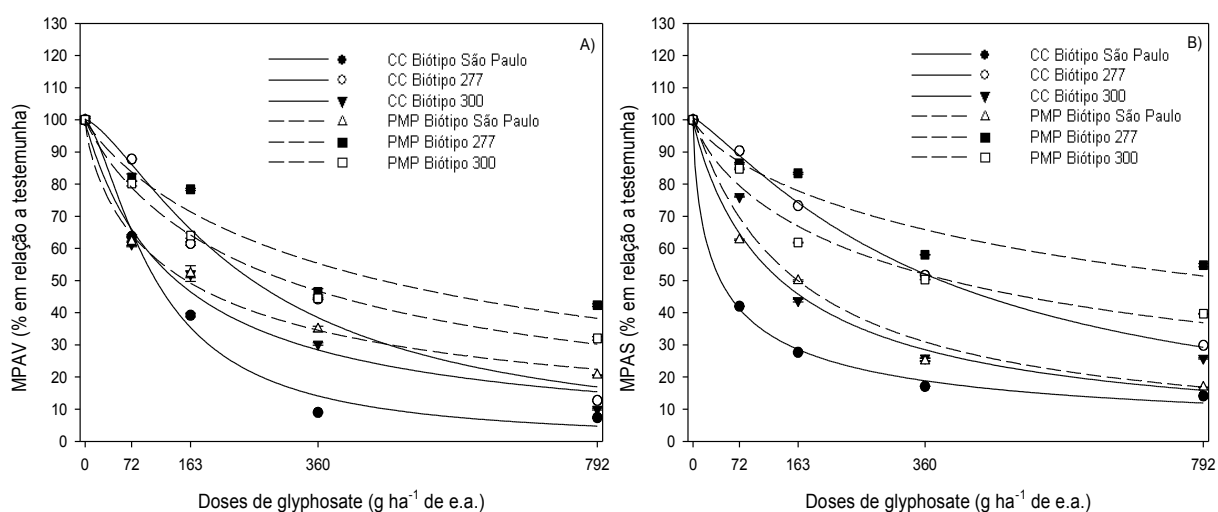 A)
CC Biótipo São Paulo
CC Biótipo 277
CC Biótipo 300
PMP Biótipo São Paulo
PMP Biótipo 277
PMP Biótipo 300
MPAV (% em relação a testemunha)
130
120
110
100
90
80
70
60
50
40
30
20
10
0
0 72 163 360 792
Doses de glyphosate (g ha⁻¹ de e.a.)
B)
CC Biótipo São Paulo
CC Biótipo 277
CC Biótipo 300
PMP Biótipo São Paulo
PMP Biótipo 277
PMP Biótipo 300
MPAS (% em relação a testemunha)
130
120
110
100
90
80
70
60
50
40
30
20
10
0
0 72 163 360 792
Doses de glyphosate (g ha⁻¹ de e.a.)